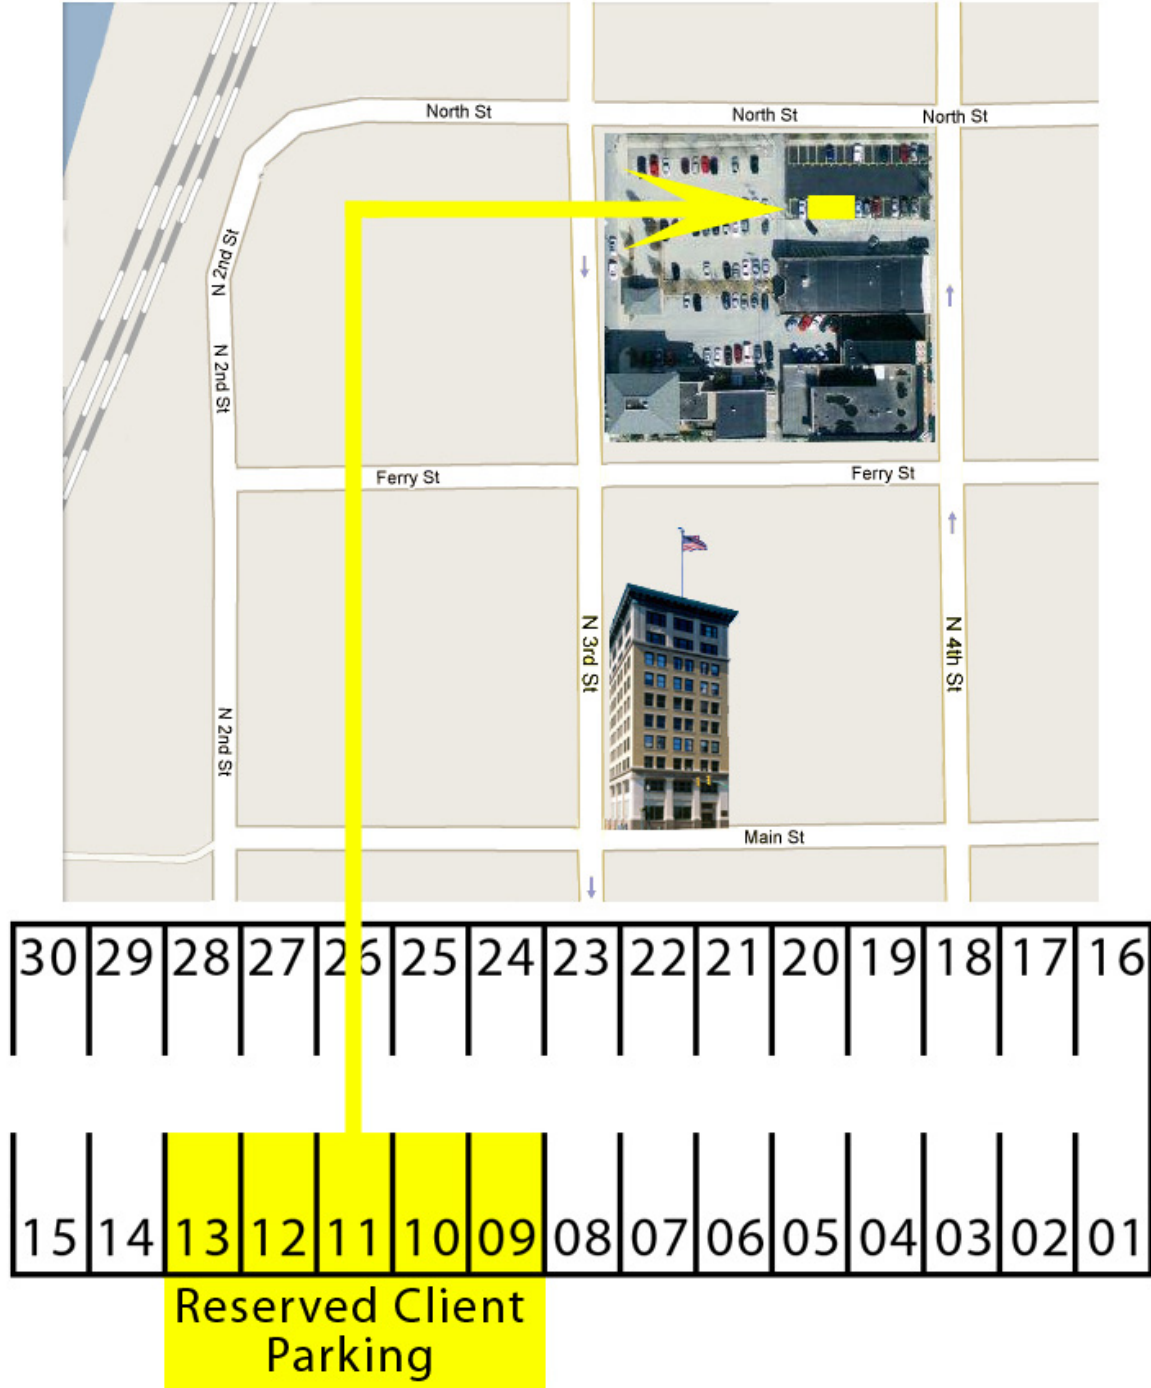 North St
North St
North St
N 2nd St
N 2nd St
Ferry St
Ferry St
N 3rd St
N 4th St
N 2nd St
Main St
30 29 28 27 26 25 24 23 22 21 20 19 18 17 16
15 14 13 12 11 10 09 08 07 06 05 04 03 02 01
Reserved Client
Parking